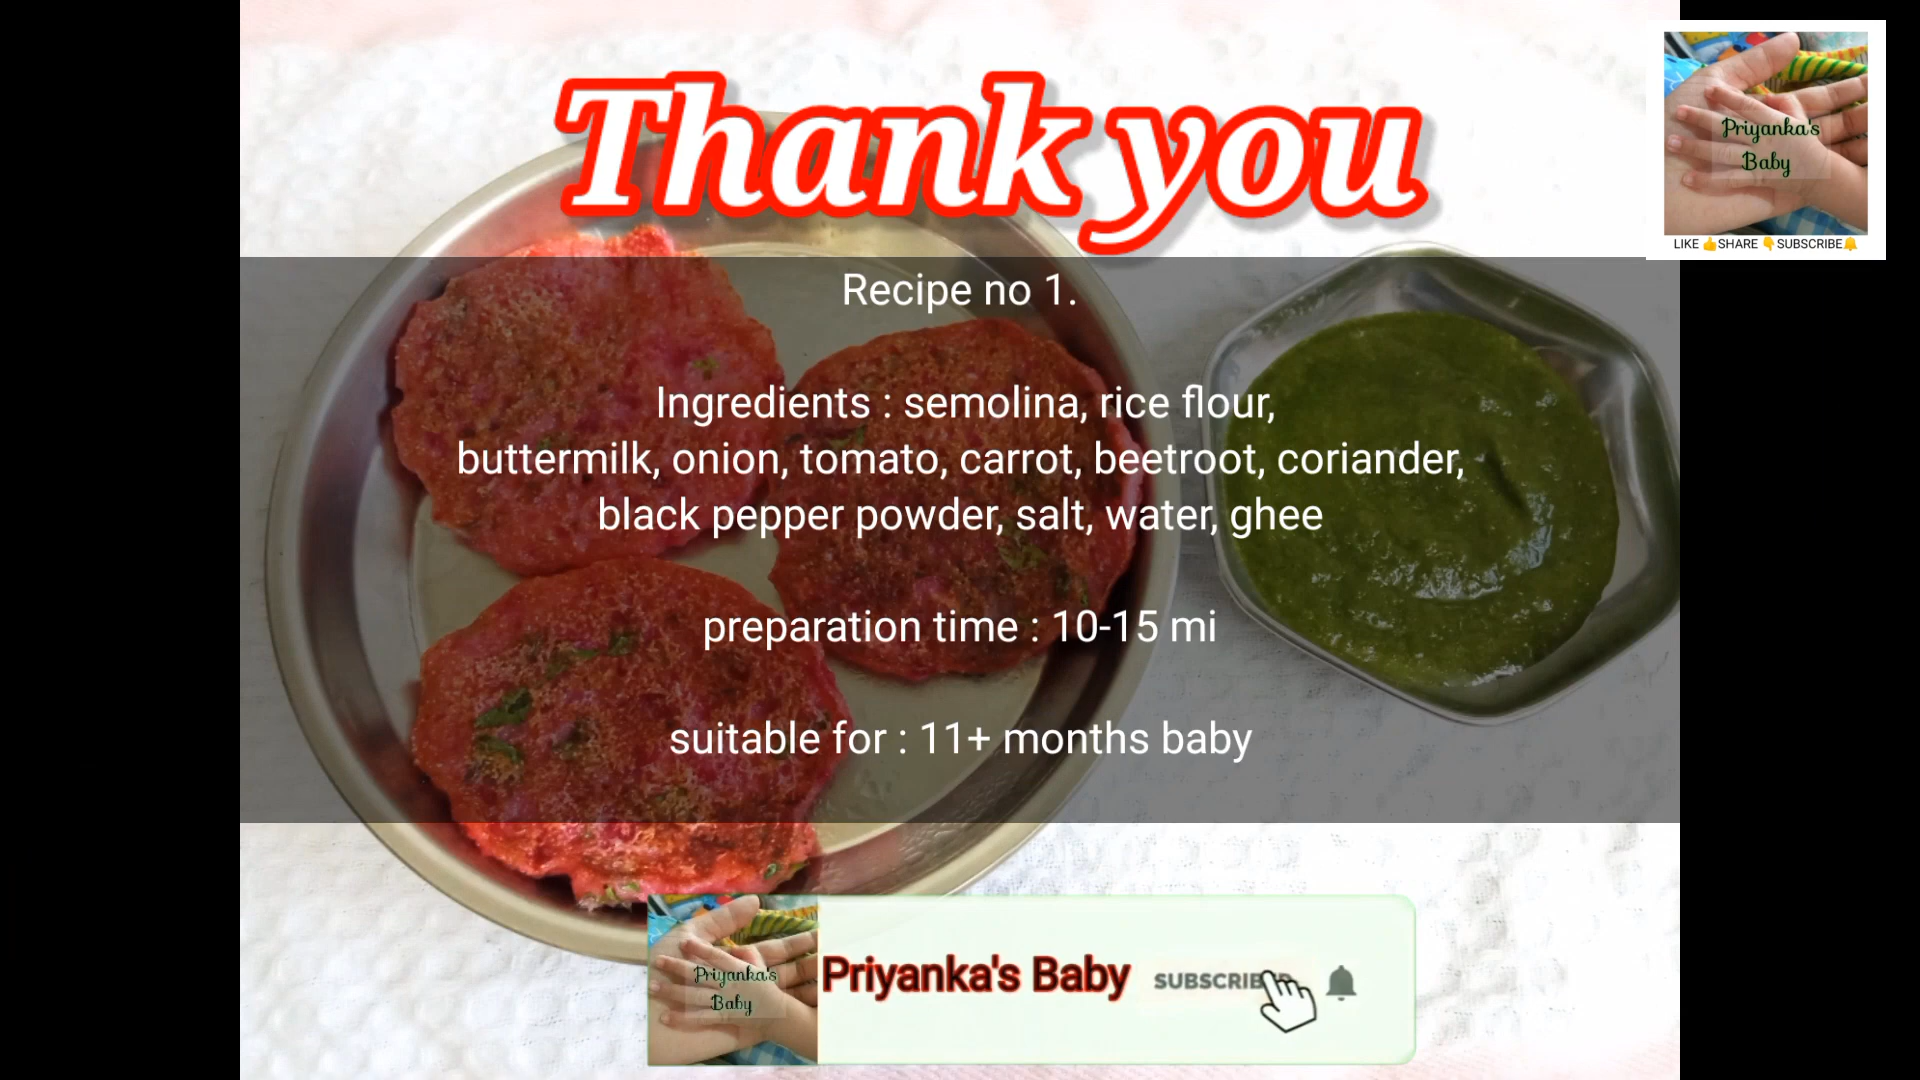 Thank you
Priyanka's
Baby
LIKE 👍SHARE 👇SUBSCRIBE🔔
Recipe no 1.
Ingredients : semolina, rice flour,
buttermilk, onion, tomato, carrot, beetroot, coriander,
black pepper powder, salt, water, ghee
preparation time : 10-15 mi
suitable for : 11+ months baby
Priyanka's
Baby
Priyanka's Baby